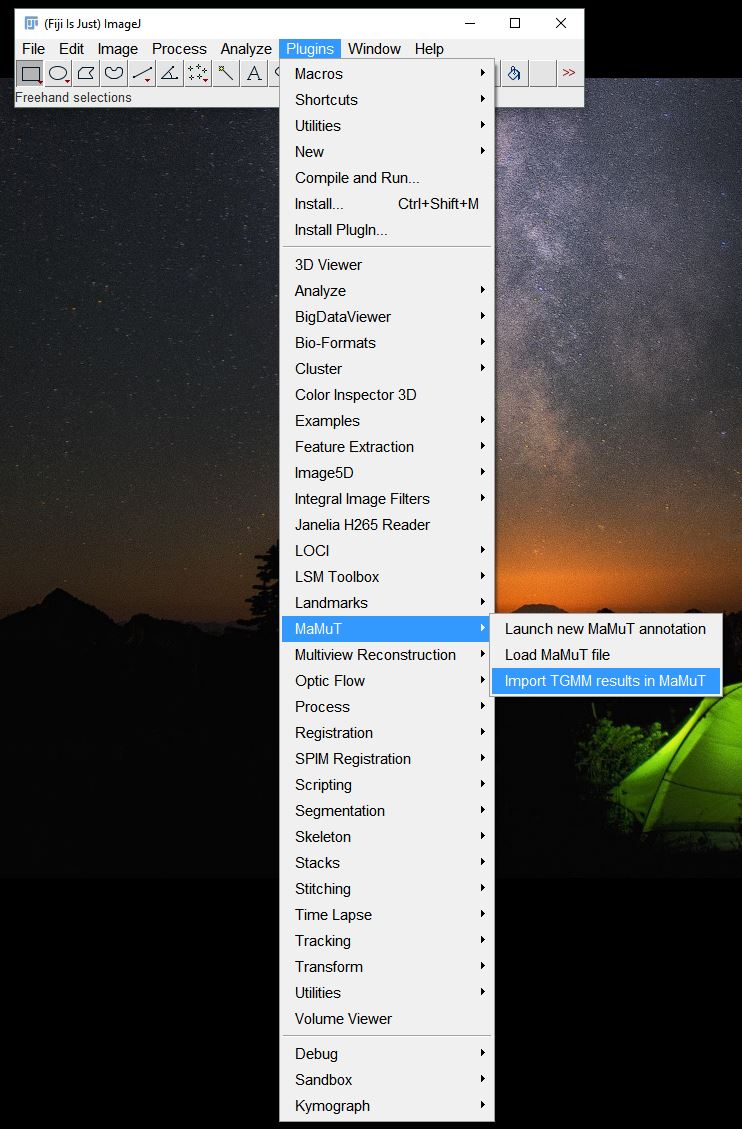 (Fiji Is Just) ImageJ
File Edit Image Process Analyze Plugins Window Help
A >>
Freehand selections
Macros
Shortcuts
Utilities
New
Compile and Run...
Install... Ctrl+Shift+M
Install PlugIn...
3D Viewer
Analyze
BigDataViewer
Bio-Formats
Cluster
Color Inspector 3D
Examples
Feature Extraction
Image5D
Integral Image Filters
Janelia H265 Reader
LOCI
LSM Toolbox
Landmarks
MaMuT
Launch new MaMuT annotation
Load MaMuT file
Import TGMM results in MaMuT
Multiview Reconstruction
Optic Flow
Process
Registration
SPIM Registration
Scripting
Segmentation
Skeleton
Stacks
Stitching
Time Lapse
Tracking
Transform
Utilities
Volume Viewer
Debug
Sandbox
Kymograph